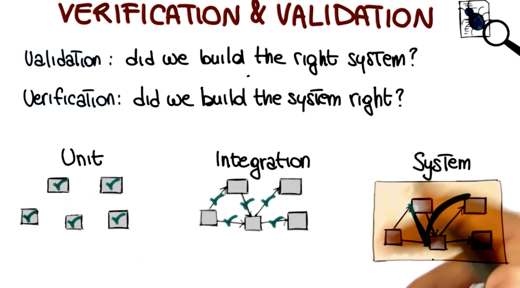 VERIFICATION & VALIDATION
Validation: did we build the right system?
Verification: did we build the system right?
Unit
Integration
System